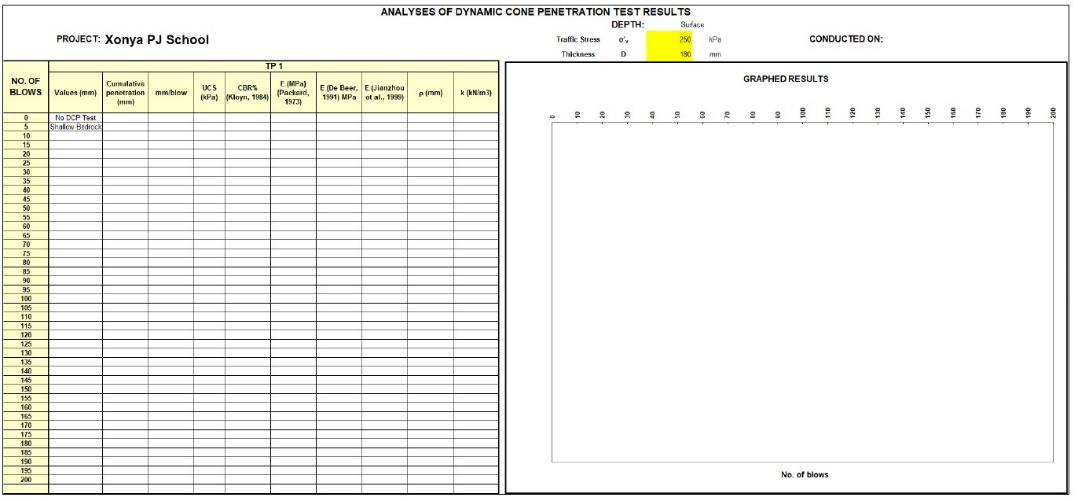 ANALYSES OF DYNAMIC CONE PENETRATION TEST RESULTS
DEPTH: Surface
PROJECT: Xonya PJ School
Traffic Stress σ'v 250 kPa
CONDUCTED ON:
Thickness D 180 mm
TP 1
NO. OF BLOWS
Values (mm)
Cumulative penetration (mm)
mm/blow
UCS (kPa)
CBR% (Kleyn, 1984)
E (MPa) (Packard, 1973)
E (De Beer, 1991) MPa
E (Jianzhou et al., 1999)
ρ (mm)
k (kN/m3)
0 No DCP Test
5 Shallow Bedrock
10
15
20
25
30
35
40
45
50
55
60
65
70
75
80
85
90
95
100
105
110
115
120
125
130
135
140
145
150
155
160
165
170
175
180
185
190
195
200
GRAPHED RESULTS
0 10 20 30 40 50 60 70 80 90 100 110 120 130 140 150 160 170 180 190 200
No. of blows